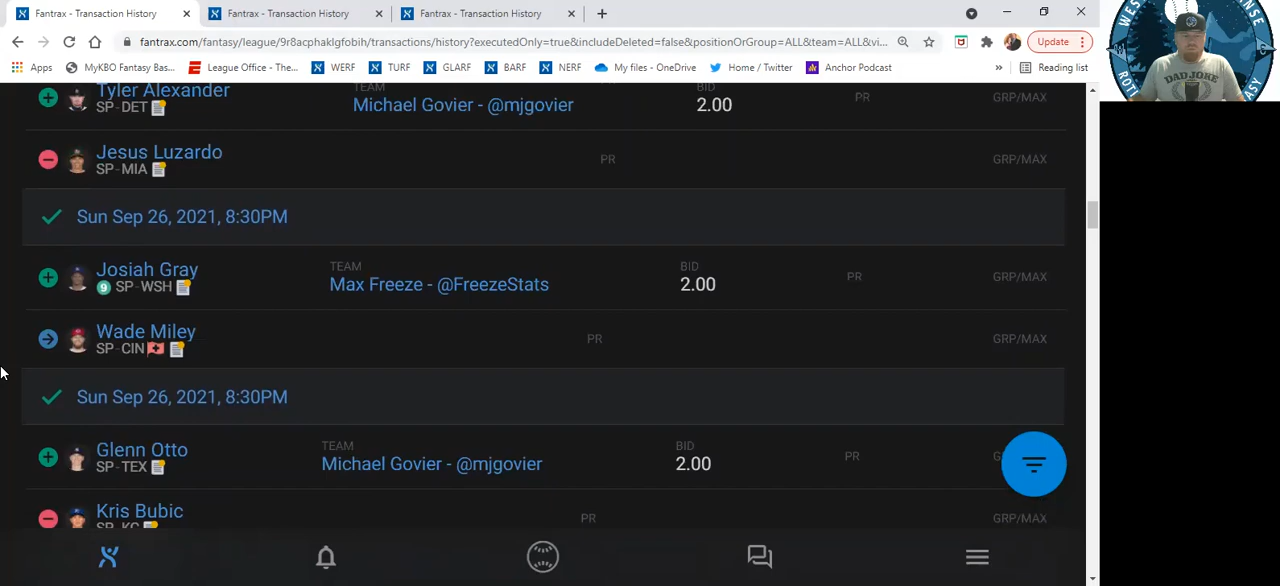 Fantrax - Transaction History
Fantrax - Transaction History
Fantrax - Transaction History
fantrax.com/fantasy/league/9r8acphaklgfobih/transactions/history?executedOnly=true&includeDeleted=false&positionOrGroup=ALL&team=ALL&vi...
Update
Apps
MyKBO Fantasy Bas...
League Office - The...
WERF
TURF
GLARF
BARF
NERF
My files - OneDrive
Home / Twitter
Anchor Podcast
»
Reading list
Tyler Alexander
SP-DET
TEAM
Michael Govier - @mjgovier
BID
2.00
PR
GRP/MAX
Jesus Luzardo
SP-MIA
PR
GRP/MAX
Sun Sep 26, 2021, 8:30PM
Josiah Gray
9 SP-WSH
TEAM
Max Freeze - @FreezeStats
BID
2.00
PR
GRP/MAX
Wade Miley
SP-CIN
PR
GRP/MAX
Sun Sep 26, 2021, 8:30PM
Glenn Otto
SP-TEX
TEAM
Michael Govier - @mjgovier
BID
2.00
PR
Kris Bubic
SP-KC
PR
GRP/MAX
DAD JOKE